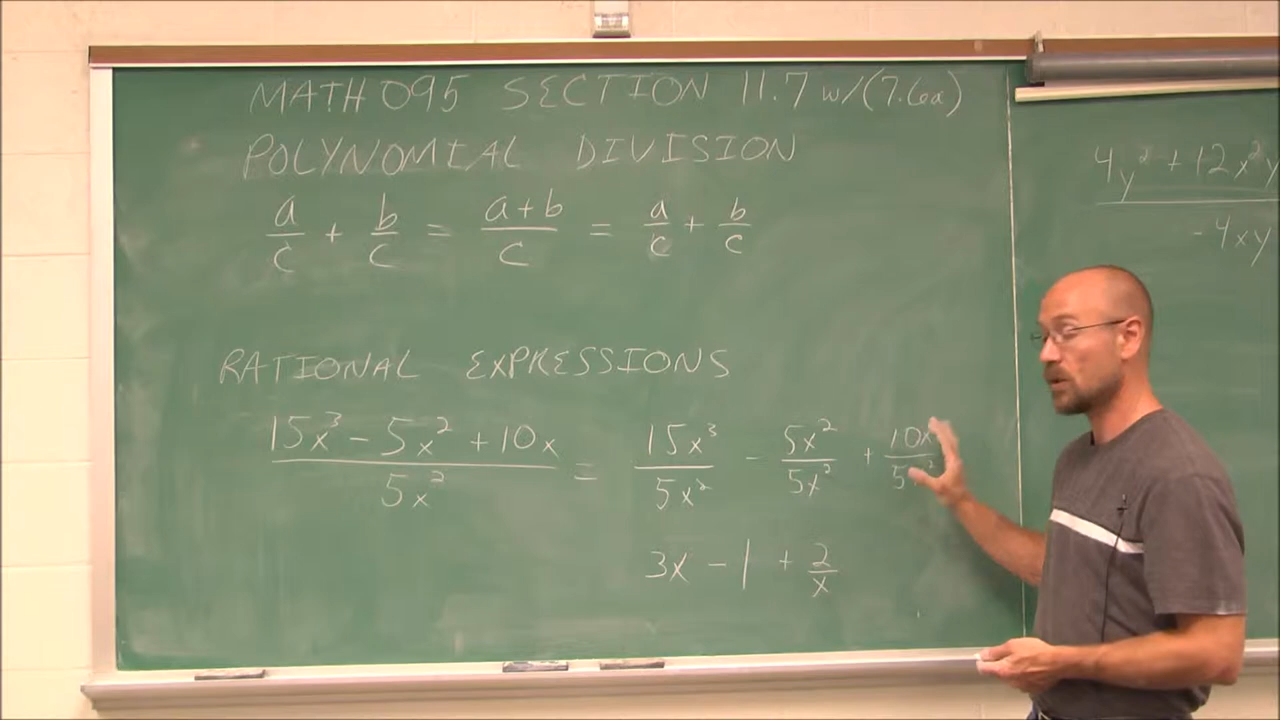 MATH 095 SECTION 11.7 w/(7.6a)
POLYNOMIAL DIVISION
a/c + b/c = a+b/c = a/c + b/c
RATIONAL EXPRESSIONS
15x³ - 5x² + 10x / 5x² = 15x³/5x² - 5x²/5x² + 10x/5x²
3x - 1 + 2/x
4y² + 12x²y
-4xy